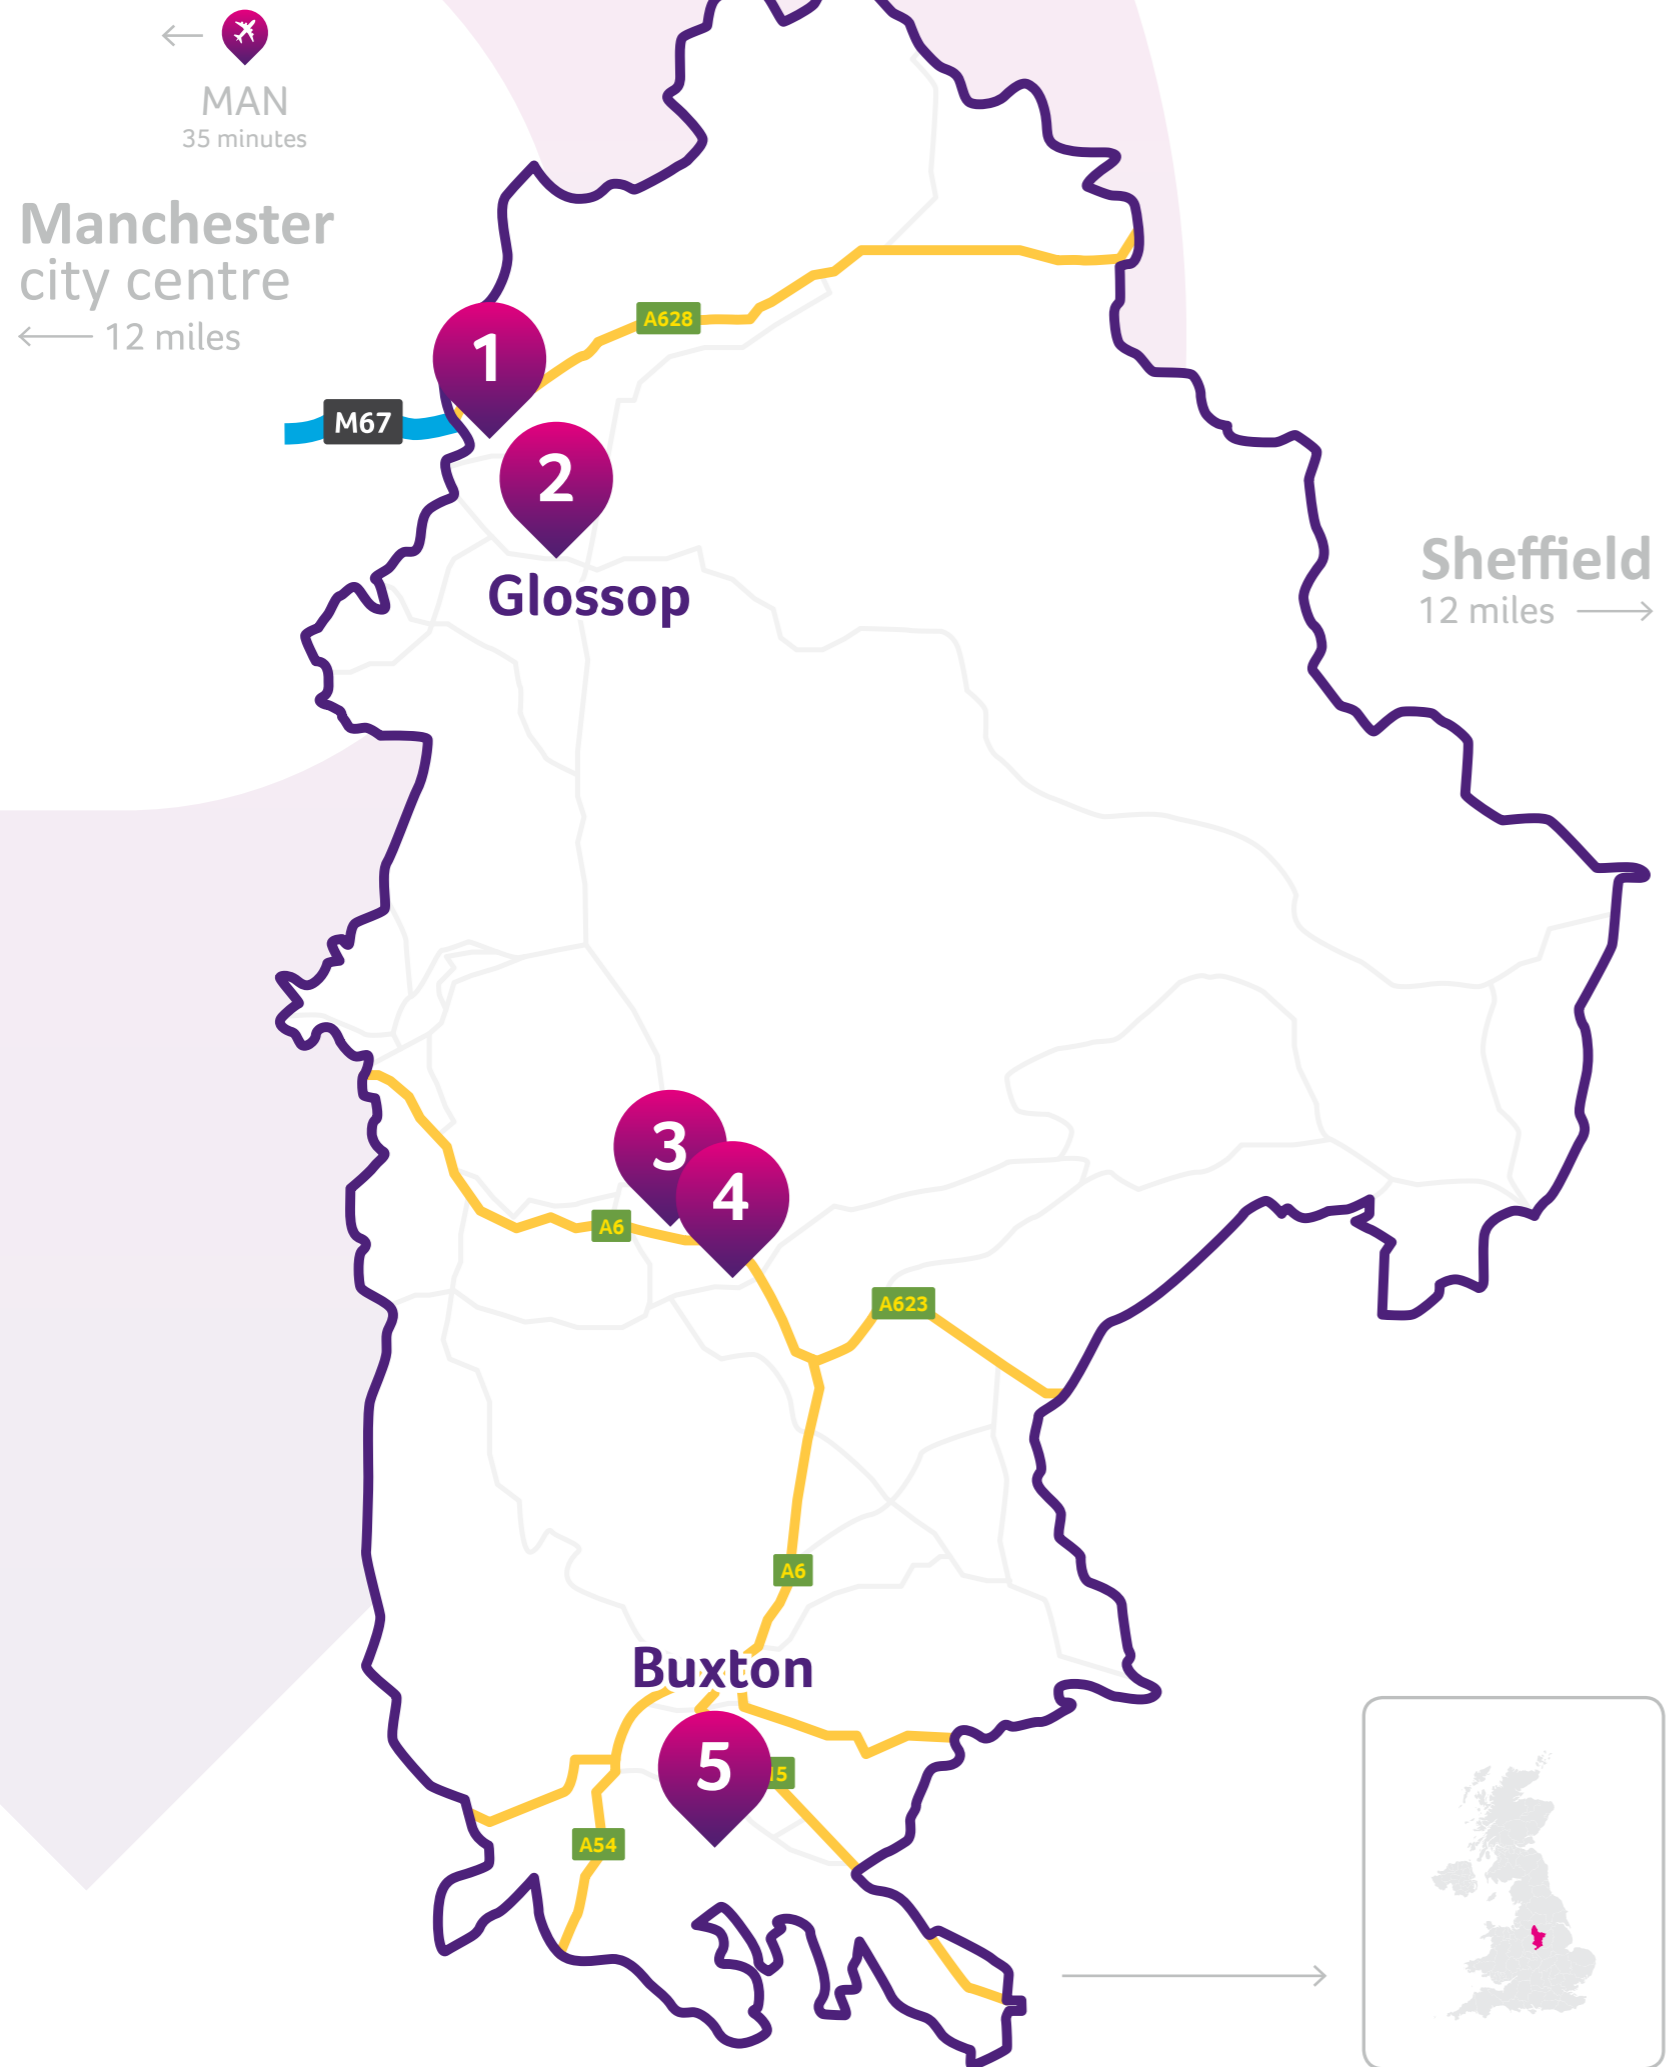 MAN
35 minutes
Manchester
city centre
12 miles
A628
1
M67
2
Glossop
Sheffield
12 miles
3
4
A6
A623
A6
Buxton
5
A54